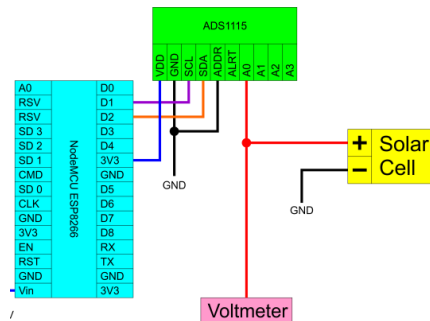 ADS1115
VDD
GND
SCL
SDA
ADDR
ALRT
A0
A1
A2
A3
A0
RSV
RSV
SD 3
SD 2
SD 1
CMD
SD 0
CLK
GND
3V3
EN
RST
GND
Vin
NodeMCU ESP8266
D0
D1
D2
D3
D4
3V3
GND
D5
D6
D7
D8
RX
TX
GND
3V3
GND
+ Solar
− Cell
GND
Voltmeter
/